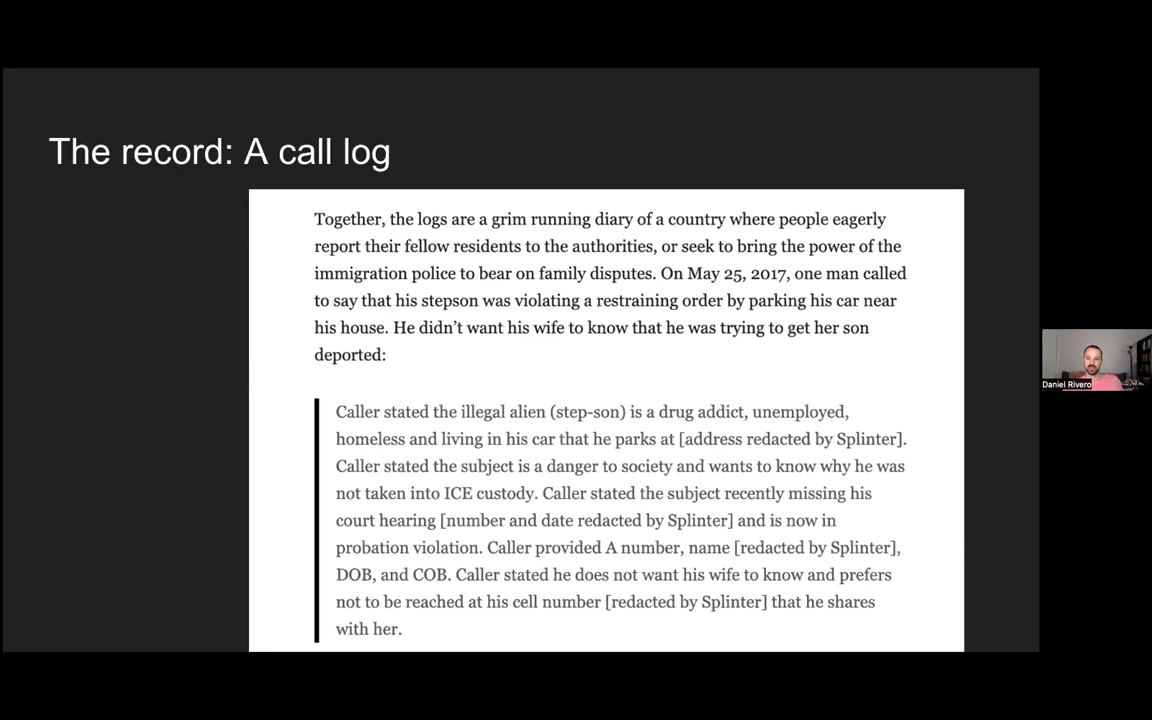 The record: A call log
Together, the logs are a grim running diary of a country where people eagerly
report their fellow residents to the authorities, or seek to bring the power of the
immigration police to bear on family disputes. On May 25, 2017, one man called
to say that his stepson was violating a restraining order by parking his car near
his house. He didn’t want his wife to know that he was trying to get her son
deported:
Caller stated the illegal alien (step-son) is a drug addict, unemployed,
homeless and living in his car that he parks at [address redacted by Splinter].
Caller stated the subject is a danger to society and wants to know why he was
not taken into ICE custody. Caller stated the subject recently missing his
court hearing [number and date redacted by Splinter] and is now in
probation violation. Caller provided A number, name [redacted by Splinter],
DOB, and COB. Caller stated he does not want his wife to know and prefers
not to be reached at his cell number [redacted by Splinter] that he shares
with her.
Daniel Rivero